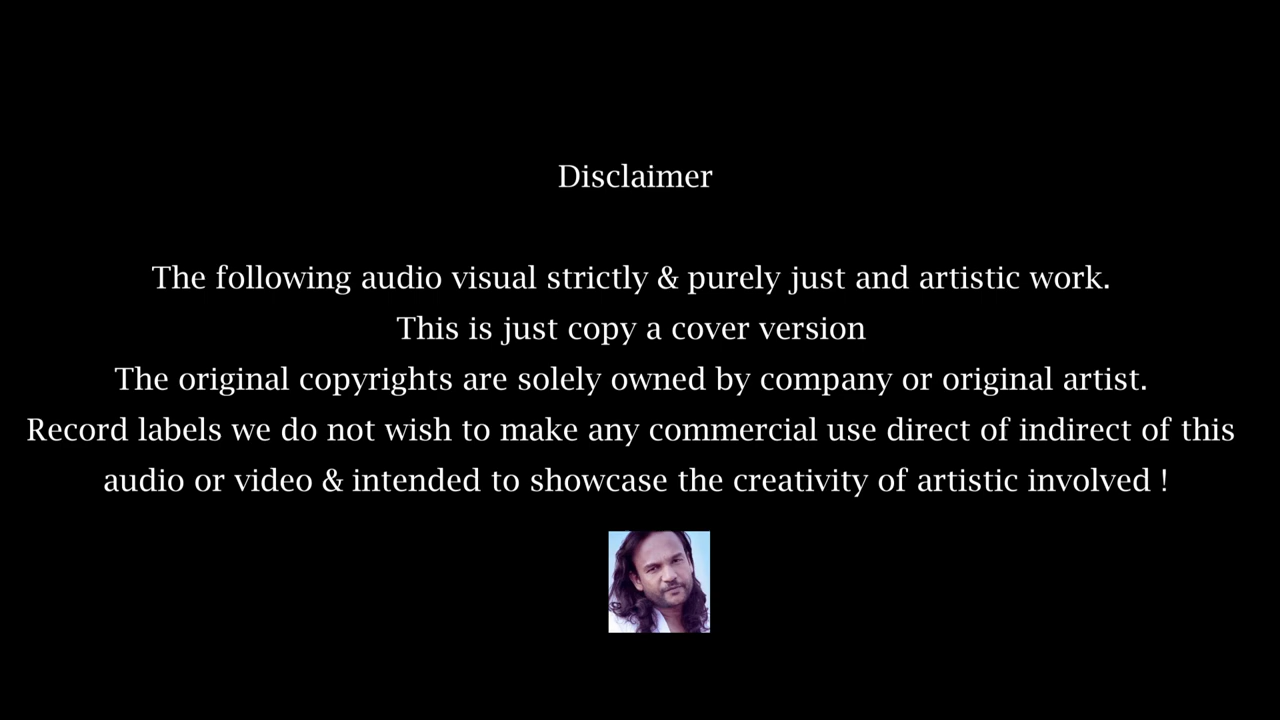 Disclaimer
The following audio visual strictly & purely just and artistic work.
This is just copy a cover version
The original copyrights are solely owned by company or original artist.
Record labels we do not wish to make any commercial use direct of indirect of this
audio or video & intended to showcase the creativity of artistic involved !